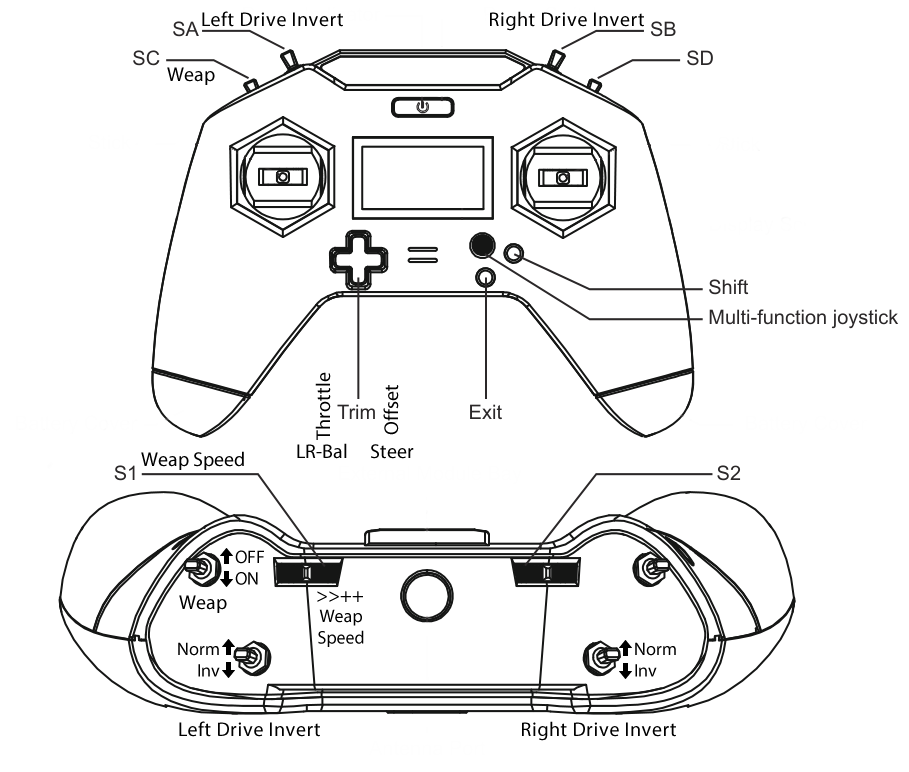 Left Drive Invert
Right Drive Invert
SA
SB
SC
SD
Weap
Shift
Multi-function joystick
Throttle
Trim
Offset
Exit
LR-Bal
Steer
Weap Speed
S1
S2
OFF
ON
Weap
>>++
Weap
Speed
Norm
Inv
Norm
Inv
Left Drive Invert
Right Drive Invert